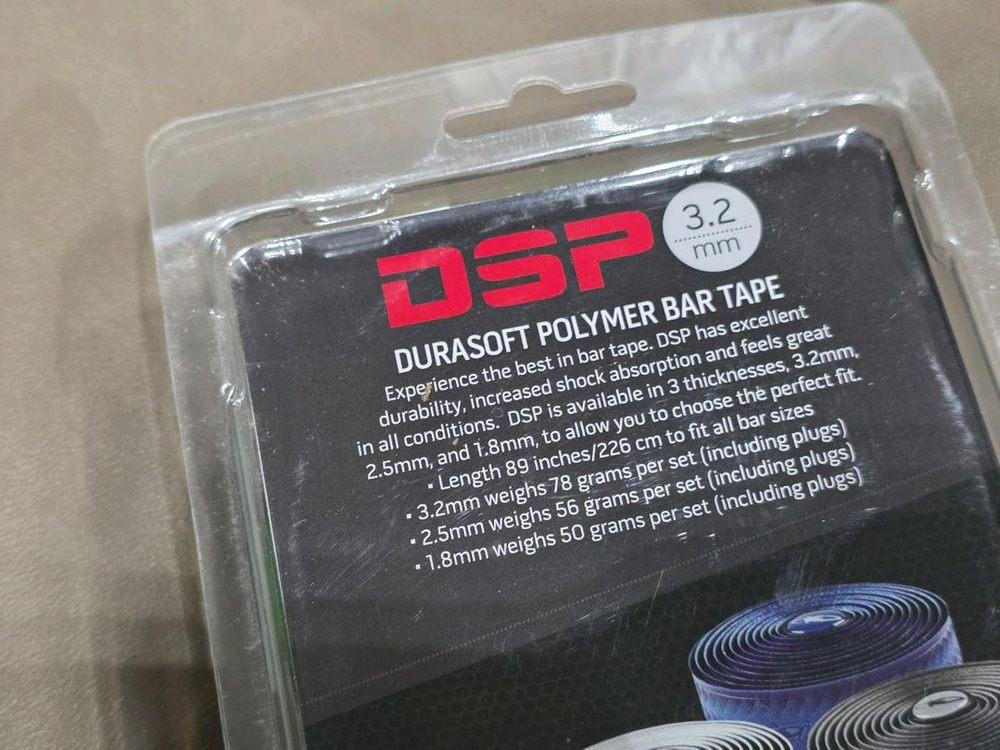 DSP
3.2
mm
DURASOFT POLYMER BAR TAPE
Experience the best in bar tape. DSP has excellent
durability, increased shock absorption and feels great
in all conditions. DSP is available in 3 thicknesses, 3.2mm,
2.5mm, and 1.8mm, to allow you to choose the perfect fit.
▪ Length 89 inches/226 cm to fit all bar sizes
▪ 3.2mm weighs 78 grams per set (including plugs)
▪ 2.5mm weighs 56 grams per set (including plugs)
▪ 1.8mm weighs 50 grams per set (including plugs)